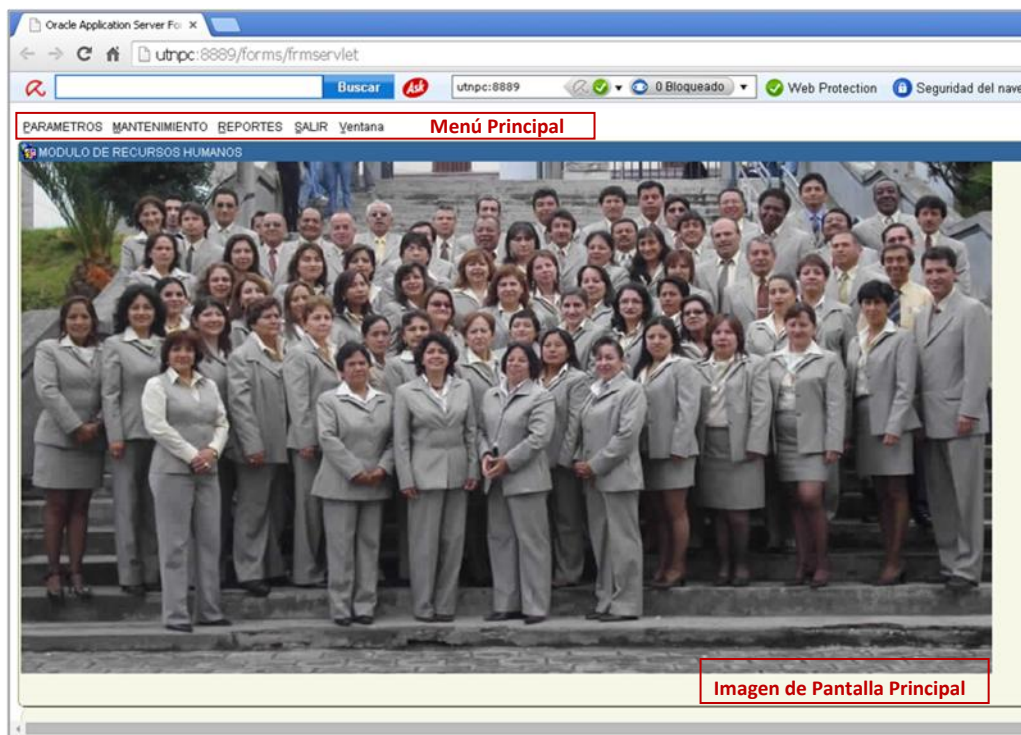 Oracle Application Server Fo
utnpc:8889/forms/frmservlet
Buscar Ask utnpc:8889 0 Bloqueado Web Protection Seguridad del nave
PARAMETROS MANTENIMIENTO REPORTES SALIR Ventana Menú Principal
MODULO DE RECURSOS HUMANOS
Imagen de Pantalla Principal